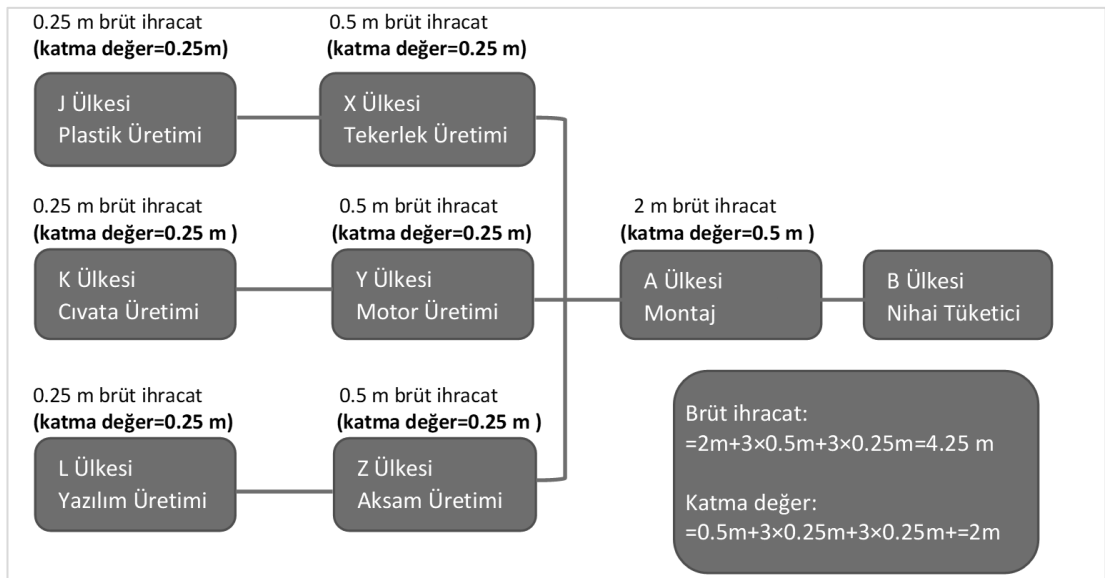 0.25 m brüt ihracat
(katma değer=0.25m)
J Ülkesi
Plastik Üretimi
0.5 m brüt ihracat
(katma değer=0.25 m)
X Ülkesi
Tekerlek Üretimi
0.25 m brüt ihracat
(katma değer=0.25 m )
K Ülkesi
Cıvata Üretimi
0.5 m brüt ihracat
(katma değer=0.25 m)
Y Ülkesi
Motor Üretimi
2 m brüt ihracat
(katma değer=0.5 m )
A Ülkesi
Montaj
B Ülkesi
Nihai Tüketici
0.25 m brüt ihracat
(katma değer=0.25 m)
L Ülkesi
Yazılım Üretimi
0.5 m brüt ihracat
(katma değer=0.25 m )
Z Ülkesi
Aksam Üretimi
Brüt ihracat:
=2m+3×0.5m+3×0.25m=4.25 m
Katma değer:
=0.5m+3×0.25m+3×0.25m+=2m